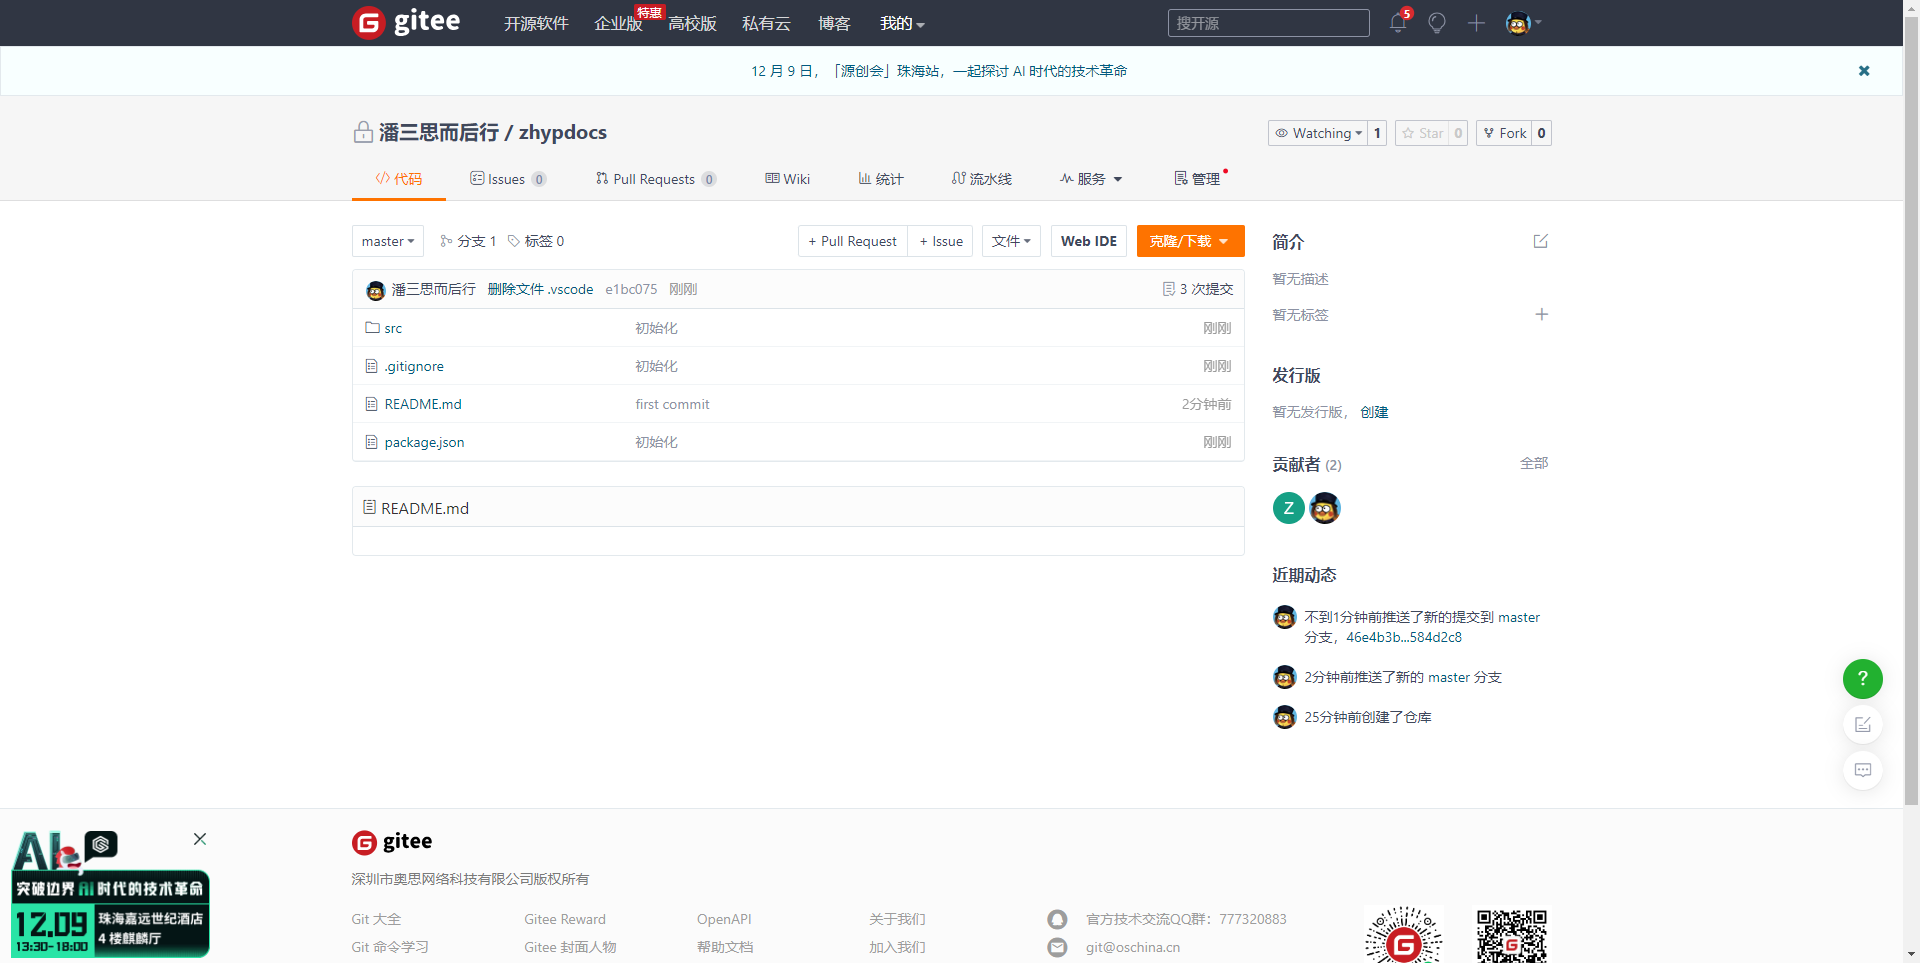 gitee
开源软件
企业版
特惠
高校版
私有云
博客
我的
搜开源
5
12 月 9 日，「源创会」珠海站，一起探讨 AI 时代的技术革命
潘三思而后行 / zhypdocs
Watching 1
Star 0
Fork 0
代码
Issues 0
Pull Requests 0
Wiki
统计
流水线
服务
管理
master
分支 1
标签 0
+ Pull Request
+ Issue
文件
Web IDE
克隆/下载
潘三思而后行 删除文件 .vscode e1bc075 刚刚
3 次提交
src 初始化 刚刚
.gitignore 初始化 刚刚
README.md first commit 2分钟前
package.json 初始化 刚刚
README.md
简介
暂无描述
暂无标签
发行版
暂无发行版， 创建
贡献者 (2) 全部
Z
近期动态
不到1分钟前推送了新的提交到 master
分支，46e4b3b...584d2c8
2分钟前推送了新的 master 分支
25分钟前创建了仓库
?
AI
突破边界 AI 时代的技术革命
12.09
13:30-18:00
珠海嘉远世纪酒店
4 楼麒麟厅
gitee
深圳市奥思网络科技有限公司版权所有
Git 大全
Gitee Reward
OpenAPI
关于我们
官方技术交流QQ群：777320883
Git 命令学习
Gitee 封面人物
帮助文档
加入我们
git@oschina.cn